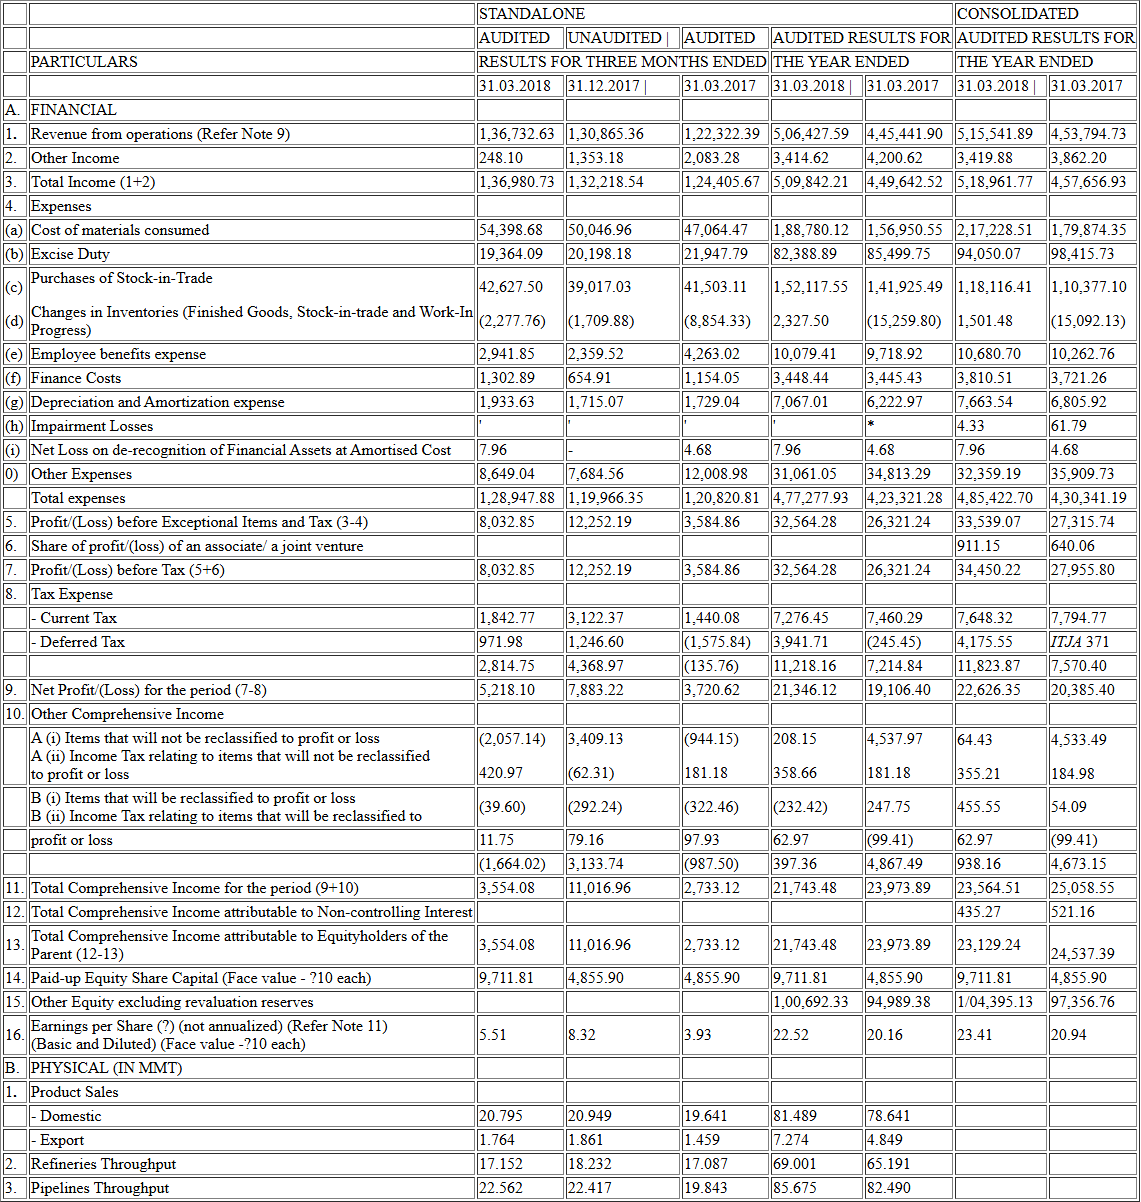 STANDALONE CONSOLIDATED
AUDITED UNAUDITED | AUDITED AUDITED RESULTS FOR AUDITED RESULTS FOR
PARTICULARS RESULTS FOR THREE MONTHS ENDED THE YEAR ENDED THE YEAR ENDED
31.03.2018 31.12.2017 | 31.03.2017 31.03.2018 | 31.03.2017 31.03.2018 | 31.03.2017
A. FINANCIAL
1. Revenue from operations (Refer Note 9) 1,36,732.63 1,30,865.36 1,22,322.39 5,06,427.59 4,45,441.90 5,15,541.89 4,53,794.73
2. Other Income 248.10 1,353.18 2,083.28 3,414.62 4,200.62 3,419.88 3,862.20
3. Total Income (1+2) 1,36,980.73 1,32,218.54 1,24,405.67 5,09,842.21 4,49,642.52 5,18,961.77 4,57,656.93
4. Expenses
(a) Cost of materials consumed 54,398.68 50,046.96 47,064.47 1,88,780.12 1,56,950.55 2,17,228.51 1,79,874.35
(b) Excise Duty 19,364.09 20,198.18 21,947.79 82,388.89 85,499.75 94,050.07 98,415.73
(c) Purchases of Stock-in-Trade 42,627.50 39,017.03 41,503.11 1,52,117.55 1,41,925.49 1,18,116.41 1,10,377.10
(d) Changes in Inventories (Finished Goods, Stock-in-trade and Work-In (2,277.76) (1,709.88) (8,854.33) 2,327.50 (15,259.80) 1,501.48 (15,092.13)
Progress)
(e) Employee benefits expense 2,941.85 2,359.52 4,263.02 10,079.41 9,718.92 10,680.70 10,262.76
(f) Finance Costs 1,302.89 654.91 1,154.05 3,448.44 3,445.43 3,810.51 3,721.26
(g) Depreciation and Amortization expense 1,933.63 1,715.07 1,729.04 7,067.01 6,222.97 7,663.54 6,805.92
(h) Impairment Losses ' ' ' ' * 4.33 61.79
(i) Net Loss on de-recognition of Financial Assets at Amortised Cost 7.96 - 4.68 7.96 4.68 7.96 4.68
0) Other Expenses 8,649.04 7,684.56 12,008.98 31,061.05 34,813.29 32,359.19 35,909.73
Total expenses 1,28,947.88 1,19,966.35 1,20,820.81 4,77,277.93 4,23,321.28 4,85,422.70 4,30,341.19
5. Profit/(Loss) before Exceptional Items and Tax (3-4) 8,032.85 12,252.19 3,584.86 32,564.28 26,321.24 33,539.07 27,315.74
6. Share of profit/(loss) of an associate/ a joint venture 911.15 640.06
7. Profit/(Loss) before Tax (5+6) 8,032.85 12,252.19 3,584.86 32,564.28 26,321.24 34,450.22 27,955.80
8. Tax Expense
- Current Tax 1,842.77 3,122.37 1,440.08 7,276.45 7,460.29 7,648.32 7,794.77
- Deferred Tax 971.98 1,246.60 (1,575.84) 3,941.71 (245.45) 4,175.55 ITJA 371
2,814.75 4,368.97 (135.76) 11,218.16 7,214.84 11,823.87 7,570.40
9. Net Profit/(Loss) for the period (7-8) 5,218.10 7,883.22 3,720.62 21,346.12 19,106.40 22,626.35 20,385.40
10. Other Comprehensive Income
A (i) Items that will not be reclassified to profit or loss (2,057.14) 3,409.13 (944.15) 208.15 4,537.97 64.43 4,533.49
A (ii) Income Tax relating to items that will not be reclassified
to profit or loss 420.97 (62.31) 181.18 358.66 181.18 355.21 184.98
B (i) Items that will be reclassified to profit or loss (39.60) (292.24) (322.46) (232.42) 247.75 455.55 54.09
B (ii) Income Tax relating to items that will be reclassified to
profit or loss 11.75 79.16 97.93 62.97 (99.41) 62.97 (99.41)
(1,664.02) 3,133.74 (987.50) 397.36 4,867.49 938.16 4,673.15
11. Total Comprehensive Income for the period (9+10) 3,554.08 11,016.96 2,733.12 21,743.48 23,973.89 23,564.51 25,058.55
12. Total Comprehensive Income attributable to Non-controlling Interest 435.27 521.16
13. Total Comprehensive Income attributable to Equityholders of the 3,554.08 11,016.96 2,733.12 21,743.48 23,973.89 23,129.24 24,537.39
Parent (12-13)
14. Paid-up Equity Share Capital (Face value - ?10 each) 9,711.81 4,855.90 4,855.90 9,711.81 4,855.90 9,711.81 4,855.90
15. Other Equity excluding revaluation reserves 1,00,692.33 94,989.38 1/04,395.13 97,356.76
16. Earnings per Share (?) (not annualized) (Refer Note 11) 5.51 8.32 3.93 22.52 20.16 23.41 20.94
(Basic and Diluted) (Face value -?10 each)
B. PHYSICAL (IN MMT)
1. Product Sales
- Domestic 20.795 20.949 19.641 81.489 78.641
- Export 1.764 1.861 1.459 7.274 4.849
2. Refineries Throughput 17.152 18.232 17.087 69.001 65.191
3. Pipelines Throughput 22.562 22.417 19.843 85.675 82.490